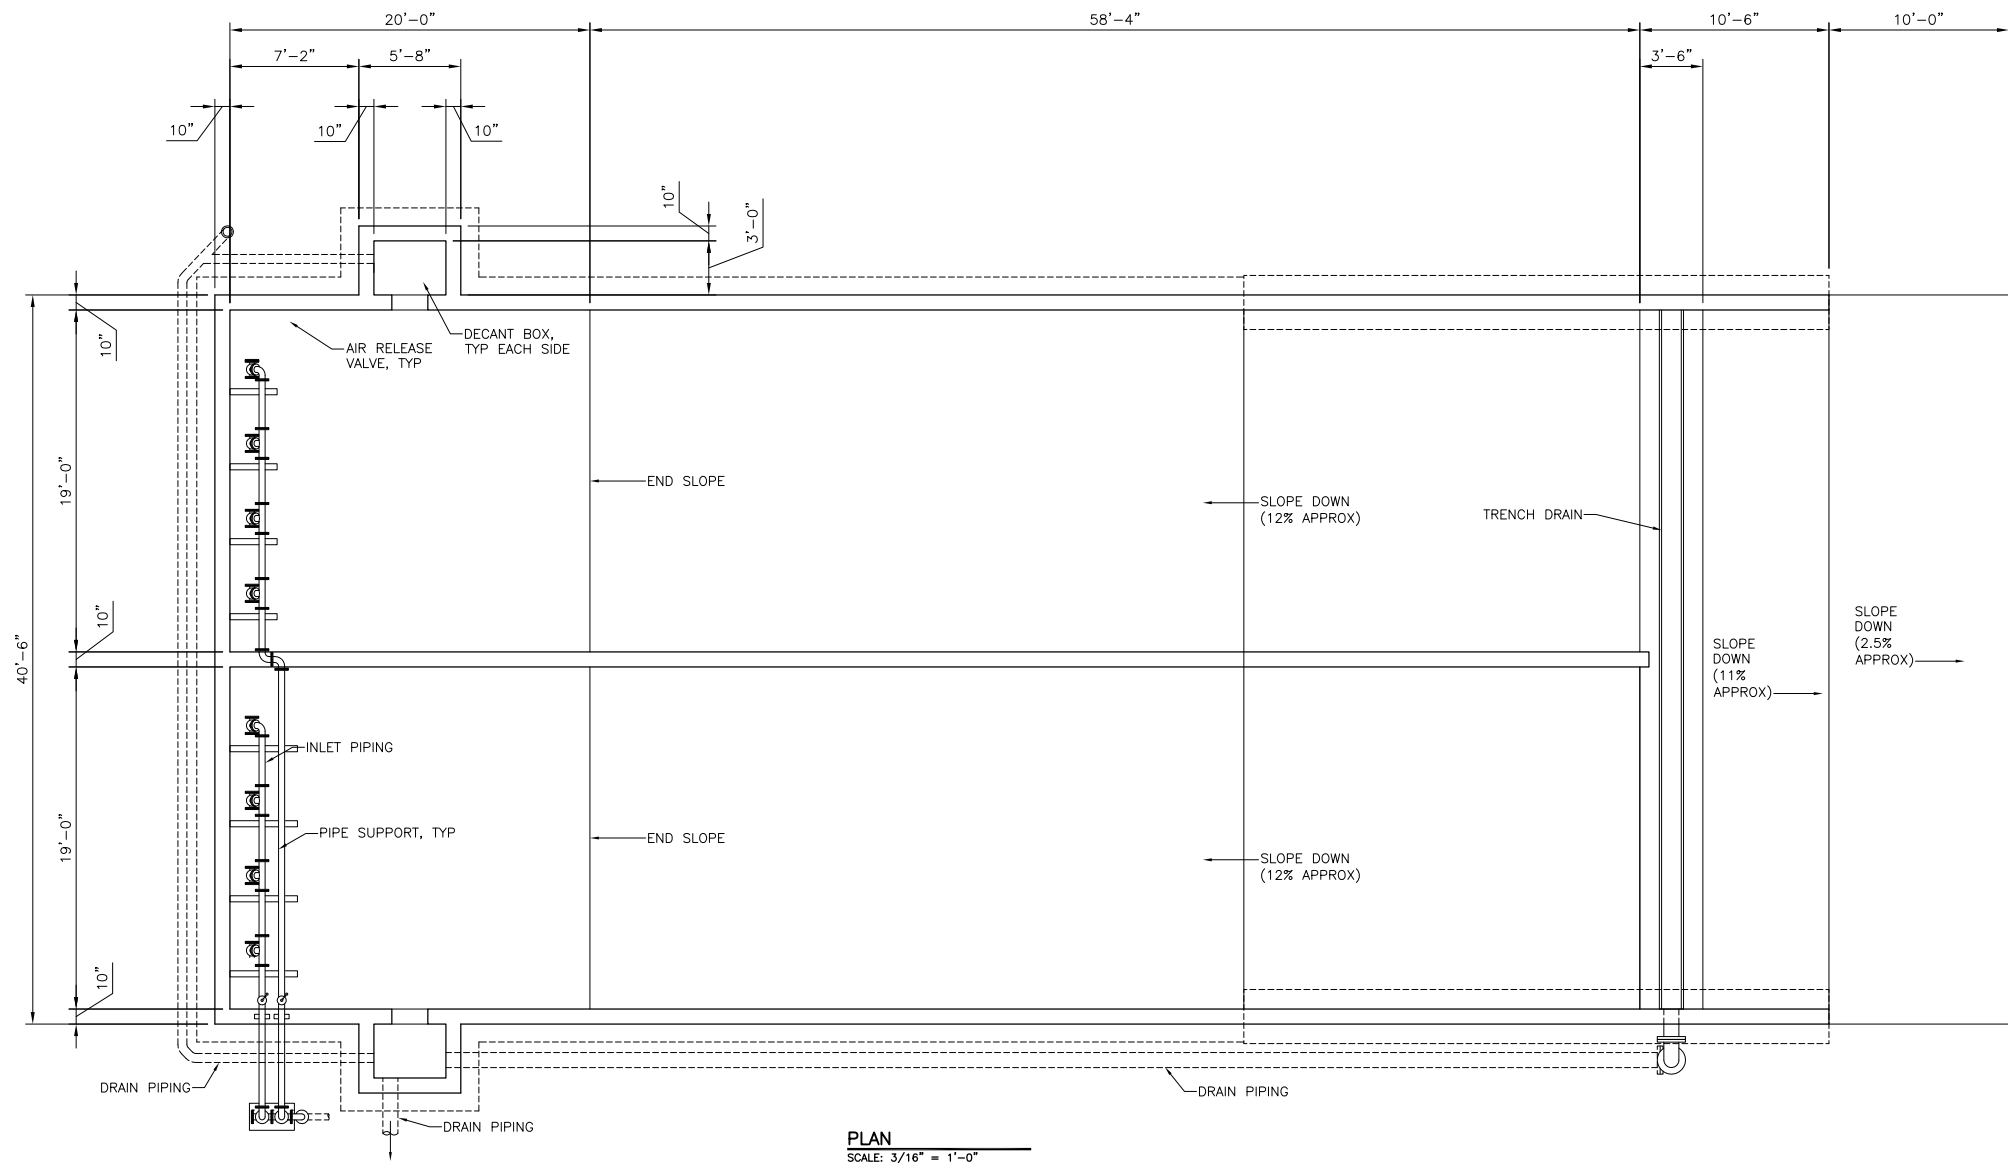 20'-0"
58'-4"
10'-6"
10'-0"
7'-2"
5'-8"
3'-6"
10"
10"
10"
10"
3'-0"
10"
AIR RELEASE
VALVE, TYP
DECANT BOX,
TYP EACH SIDE
19'-0"
END SLOPE
SLOPE DOWN
(12% APPROX)
TRENCH DRAIN
10"
40'-6"
SLOPE
DOWN
(11%
APPROX)
SLOPE
DOWN
(2.5%
APPROX)
INLET PIPING
19'-0"
PIPE SUPPORT, TYP
END SLOPE
SLOPE DOWN
(12% APPROX)
10"
DRAIN PIPING
DRAIN PIPING
DRAIN PIPING
PLAN
SCALE: 3/16" = 1'-0"